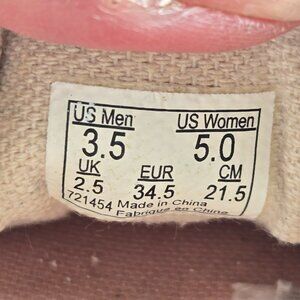 US Men US Women
3.5 5.0
UK EUR CM
2.5 34.5 21.5
721454 Made in China
Fabriqué en Chine